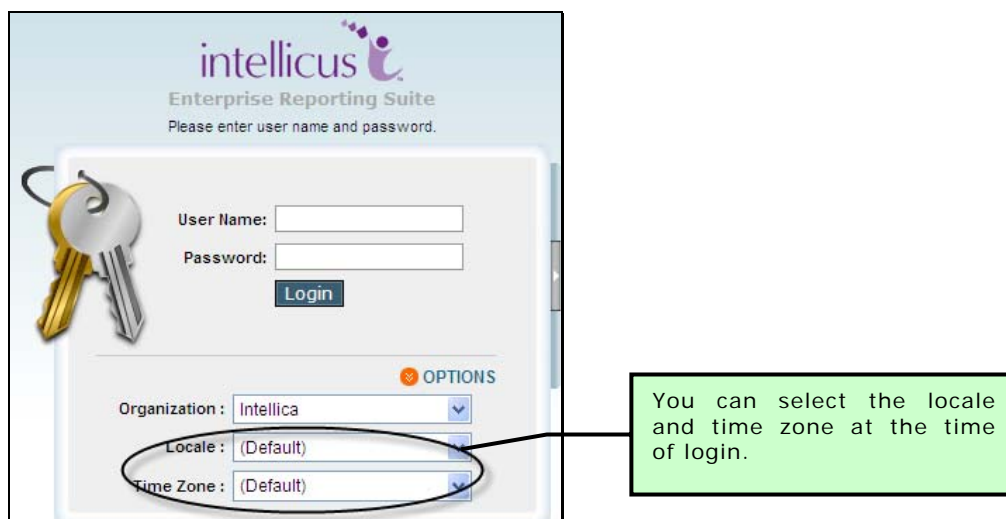 intellicus
Enterprise Reporting Suite
Please enter user name and password.
User Name:
Password:
Login
OPTIONS
Organization : Intellica
Locale : (Default)
Time Zone : (Default)
You can select the locale
and time zone at the time
of login.